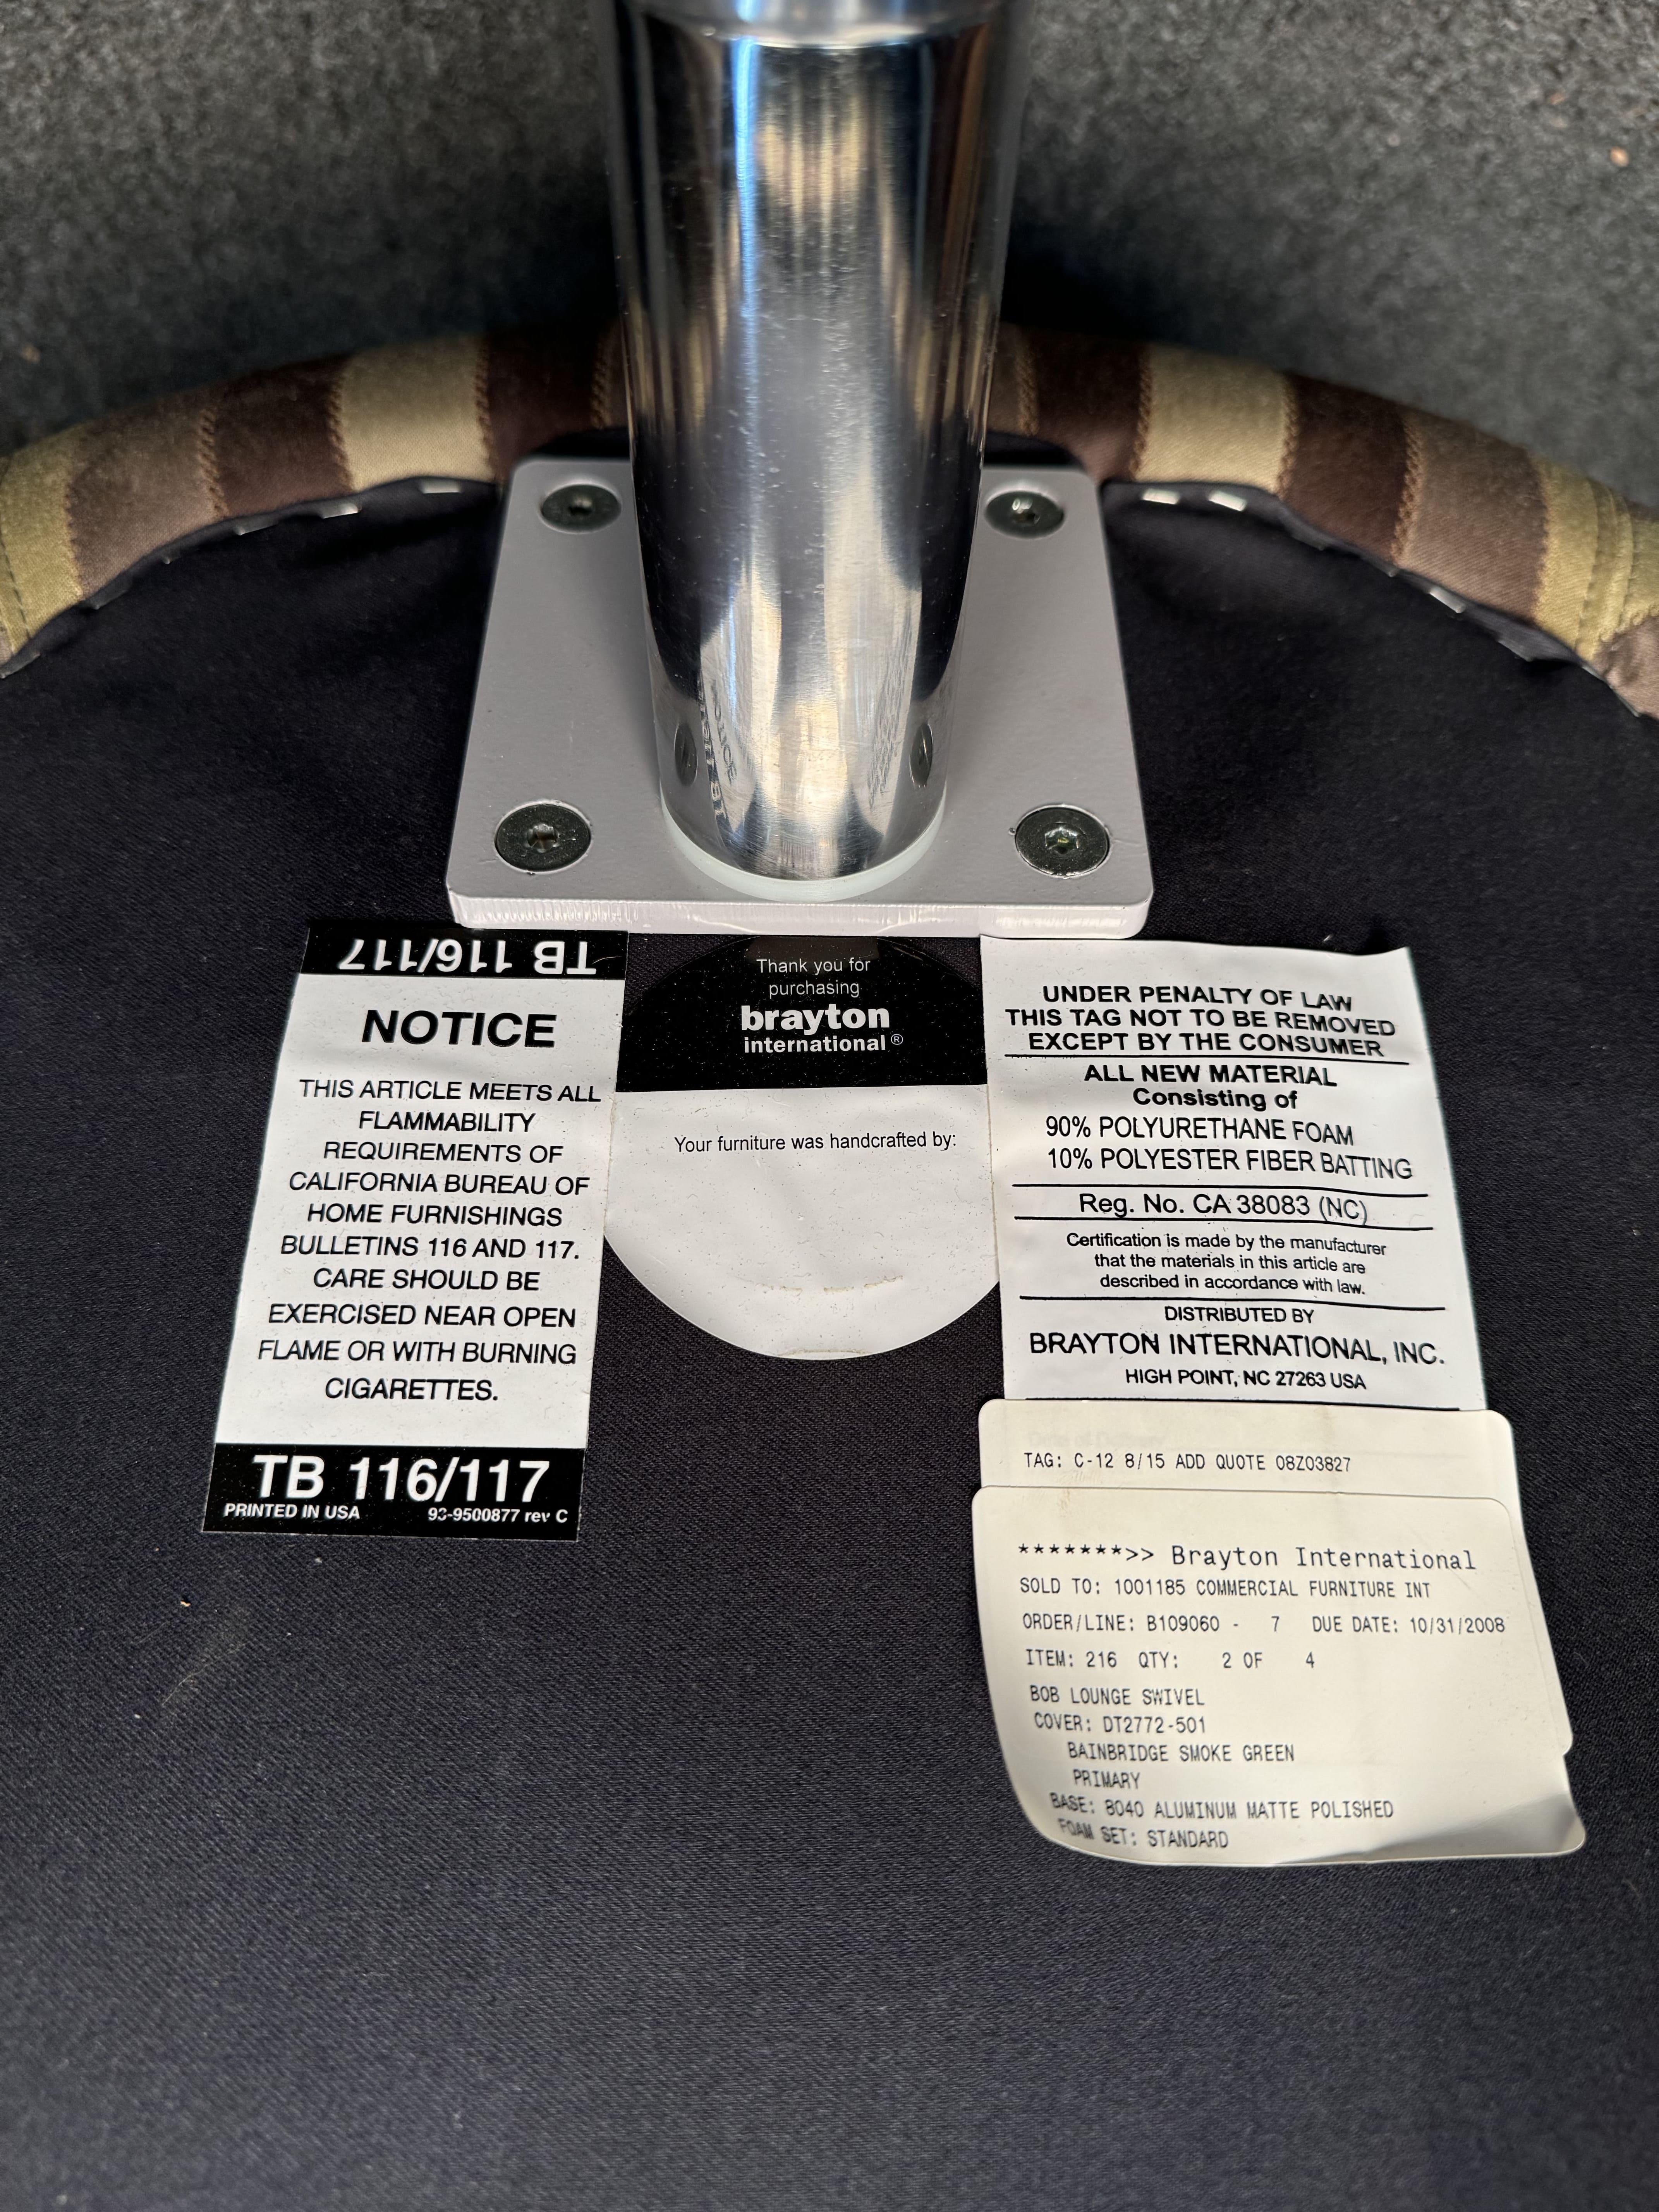 TB 116/117
NOTICE
THIS ARTICLE MEETS ALL
FLAMMABILITY
REQUIREMENTS OF
CALIFORNIA BUREAU OF
HOME FURNISHINGS
BULLETINS 116 AND 117.
CARE SHOULD BE
EXERCISED NEAR OPEN
FLAME OR WITH BURNING
CIGARETTES.
TB 116/117
PRINTED IN USA 93-9500877 rev C
Thank you for
purchasing
brayton
international®
Your furniture was handcrafted by:
UNDER PENALTY OF LAW
THIS TAG NOT TO BE REMOVED
EXCEPT BY THE CONSUMER
ALL NEW MATERIAL
Consisting of
90% POLYURETHANE FOAM
10% POLYESTER FIBER BATTING
Reg. No. CA 38083 (NC)
Certification is made by the manufacturer
that the materials in this article are
described in accordance with law.
DISTRIBUTED BY
BRAYTON INTERNATIONAL, INC.
HIGH POINT, NC 27263 USA
TAG: C-12 8/15 ADD QUOTE 08Z03827
*******>> Brayton International
SOLD TO: 1001185 COMMERCIAL FURNITURE INT
ORDER/LINE: B109060 - 7 DUE DATE: 10/31/2008
ITEM: 216 QTY: 2 OF 4
BOB LOUNGE SWIVEL
COVER: DT2772-501
BAINBRIDGE SMOKE GREEN
PRIMARY
BASE: 8040 ALUMINUM MATTE POLISHED
FOAM SET: STANDARD